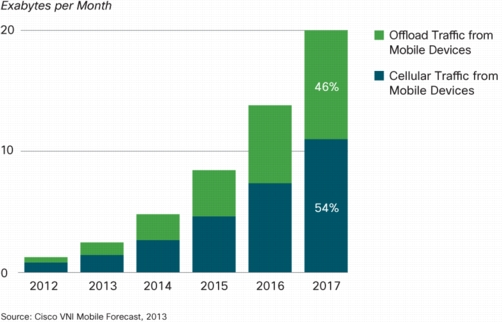 Exabytes per Month
20
Offload Traffic from
Mobile Devices
Cellular Traffic from
Mobile Devices
46%
10
54%
0
2012 2013 2014 2015 2016 2017
Source: Cisco VNI Mobile Forecast, 2013